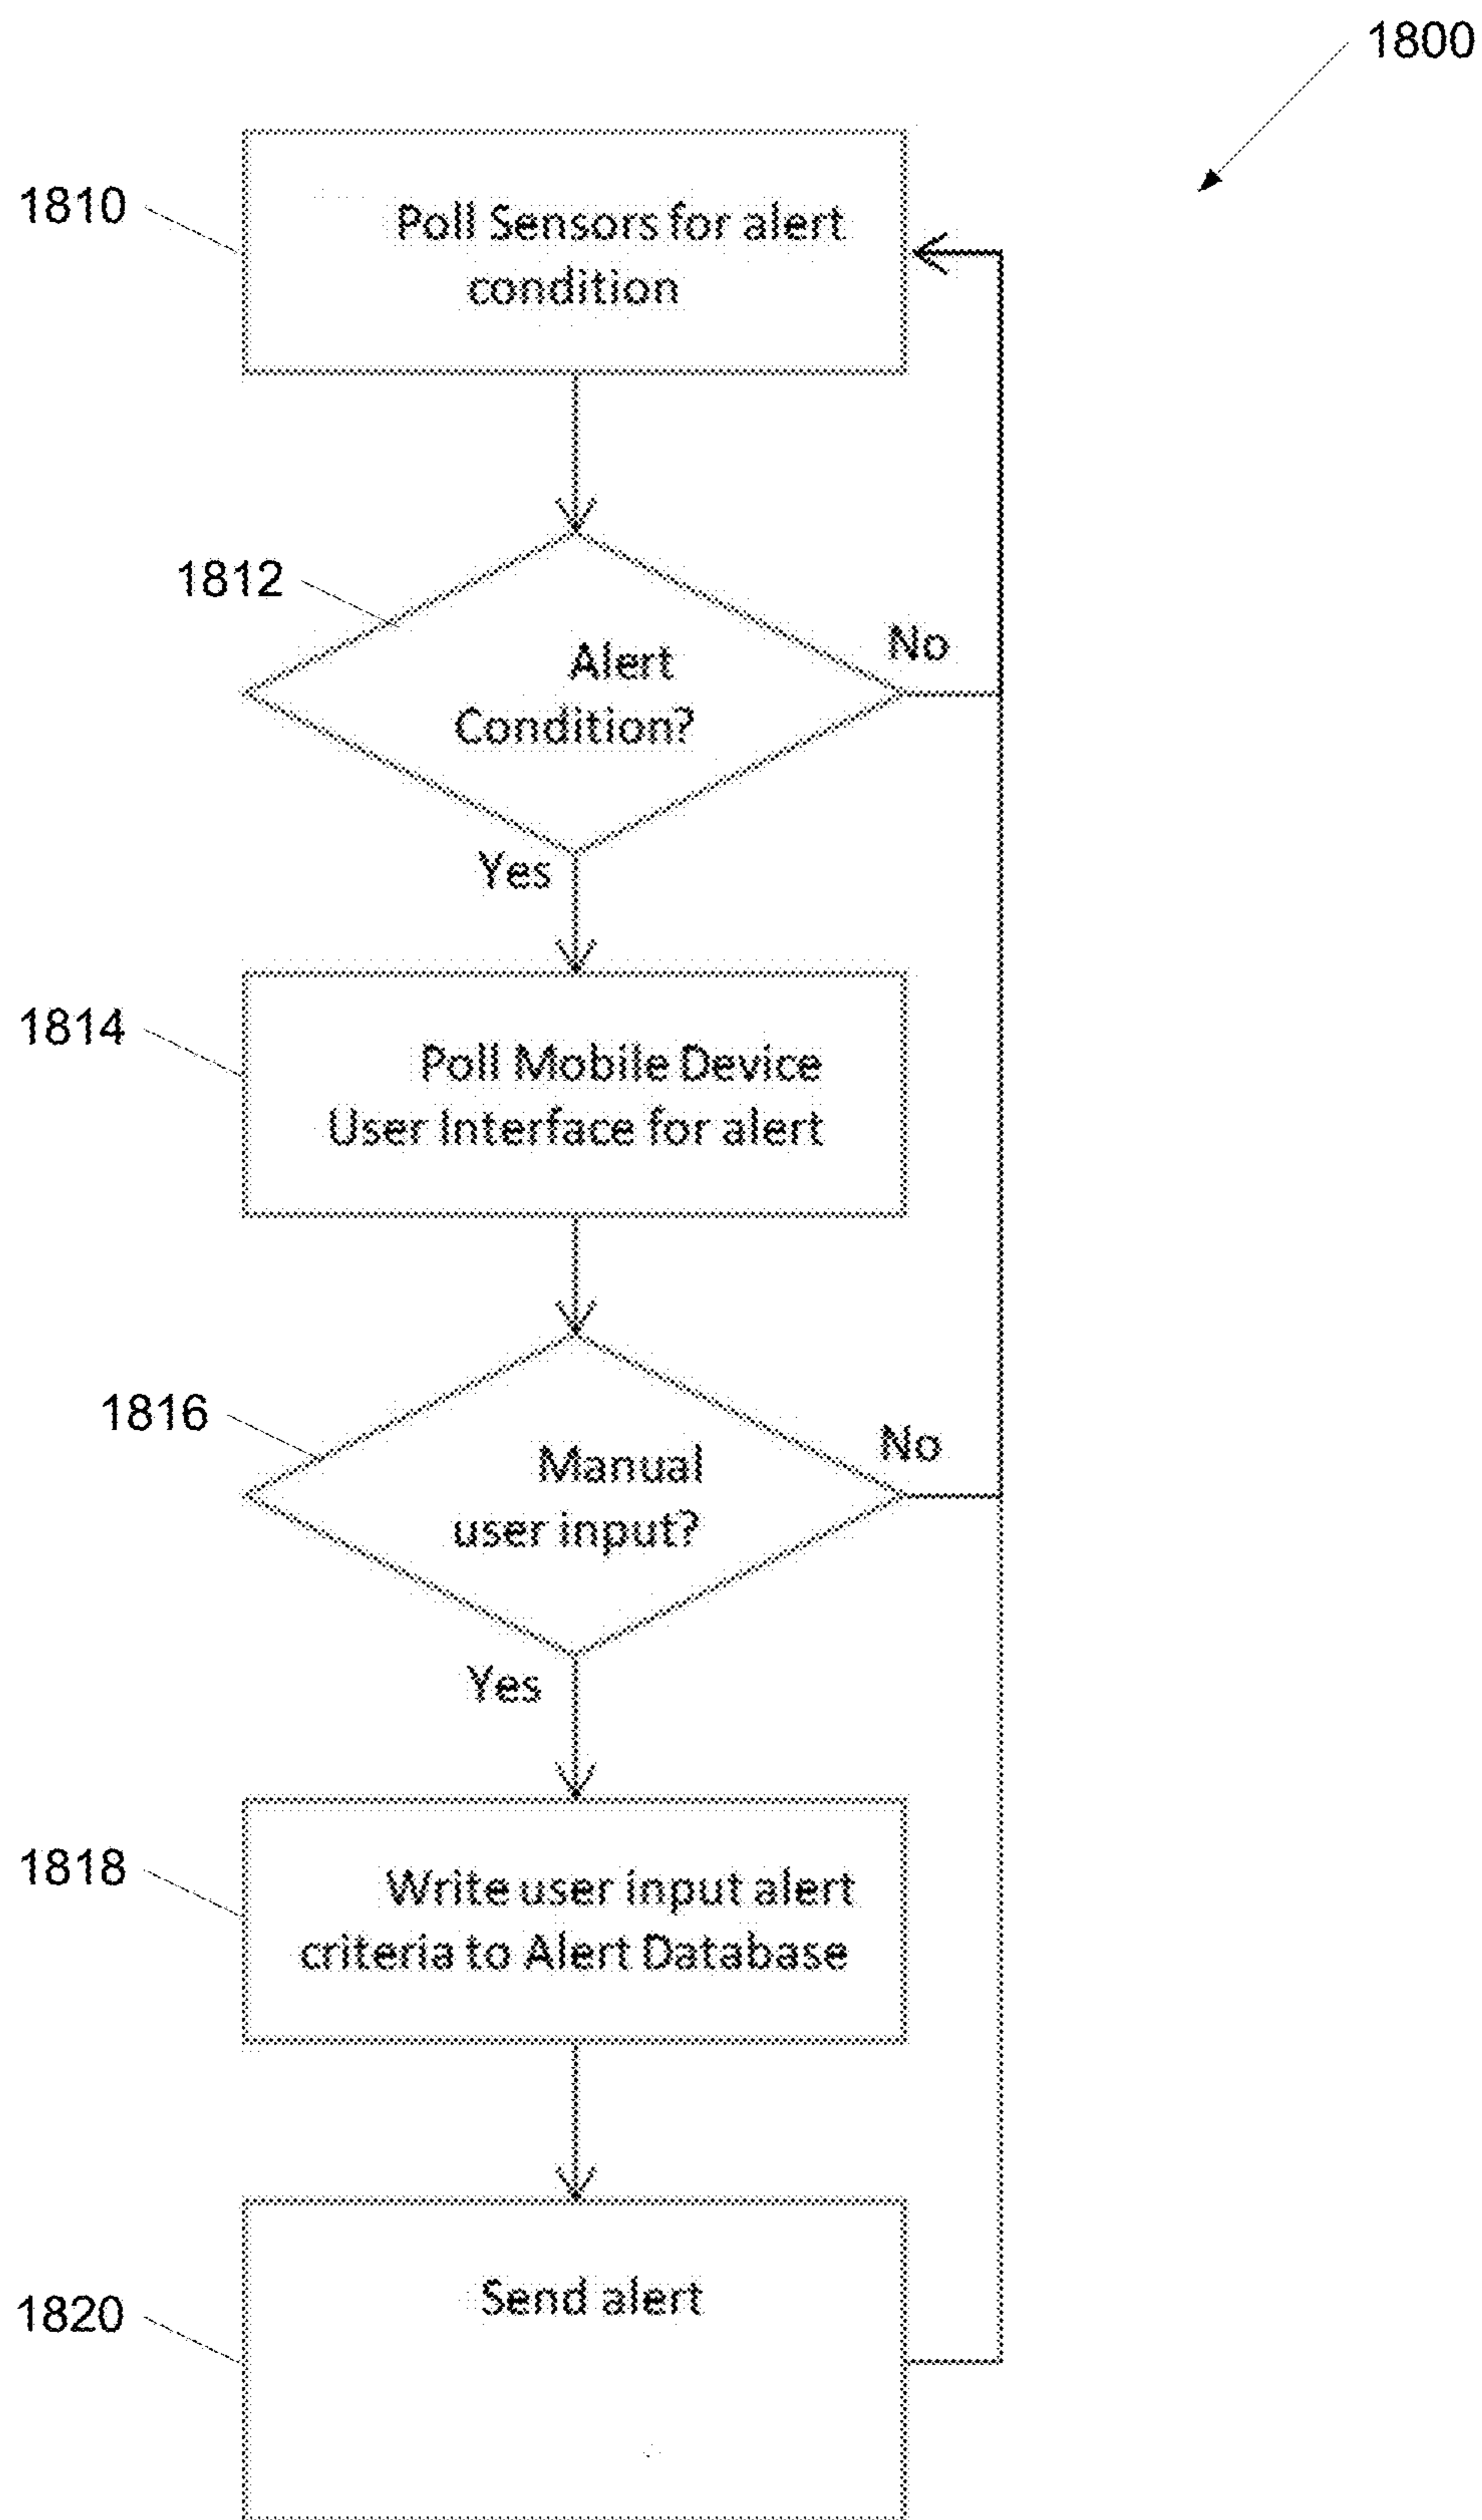 1800
1810
Poll Sensors for alert
condition
1812
Alert
Condition?
No
Yes
1814
Poll Mobile Device
User Interface for alert
1816
Manual
user input?
No
Yes
1818
Write user input alert
criteria to Alert Database
1820
Send alert